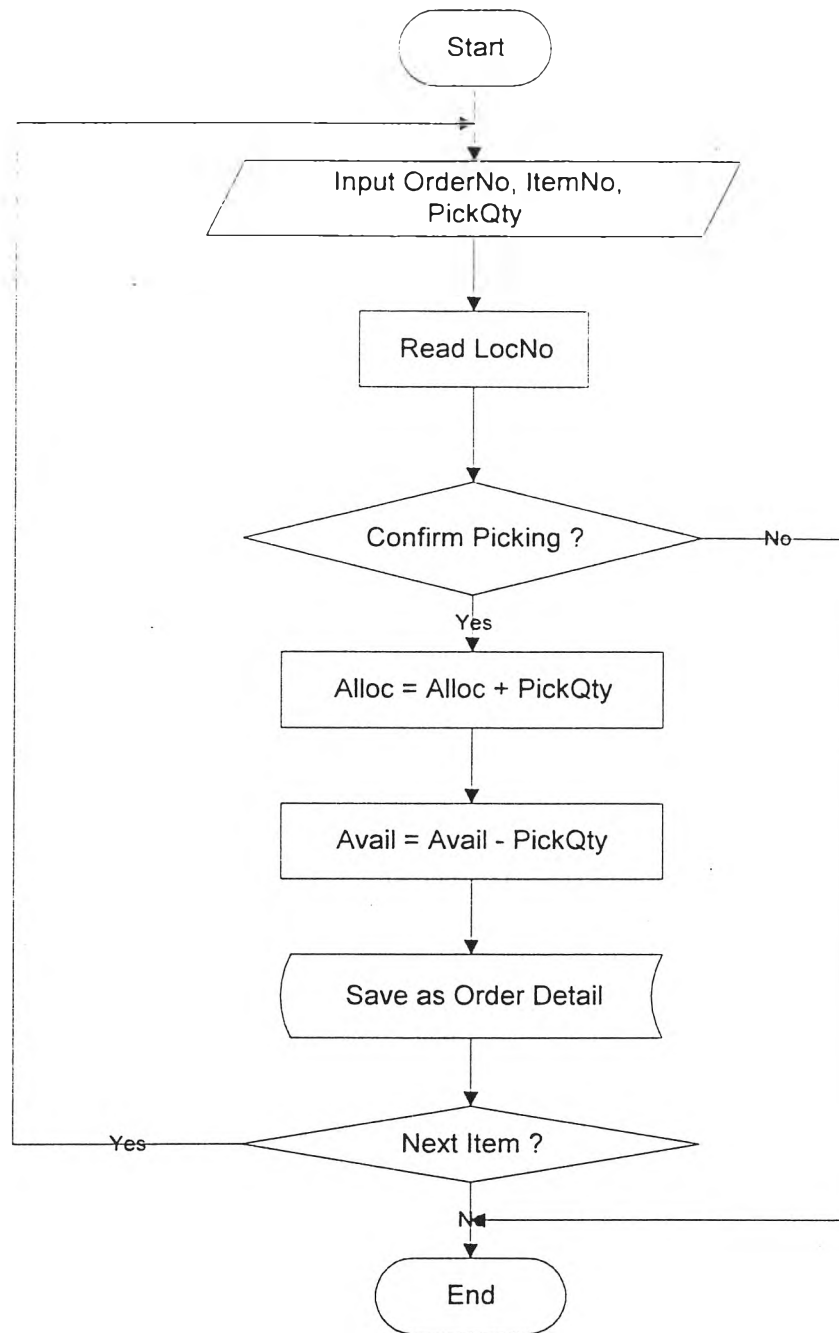 Start
Input OrderNo, ItemNo,
PickQty
Read LocNo
Confirm Picking ?
No
Yes
Alloc = Alloc + PickQty
Avail = Avail - PickQty
Save as Order Detail
Next Item ?
Yes
No
End